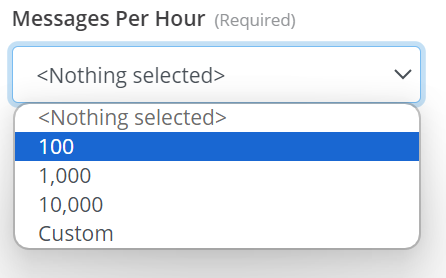 Messages Per Hour (Required)
<Nothing selected>
<Nothing selected>
100
1,000
10,000
Custom